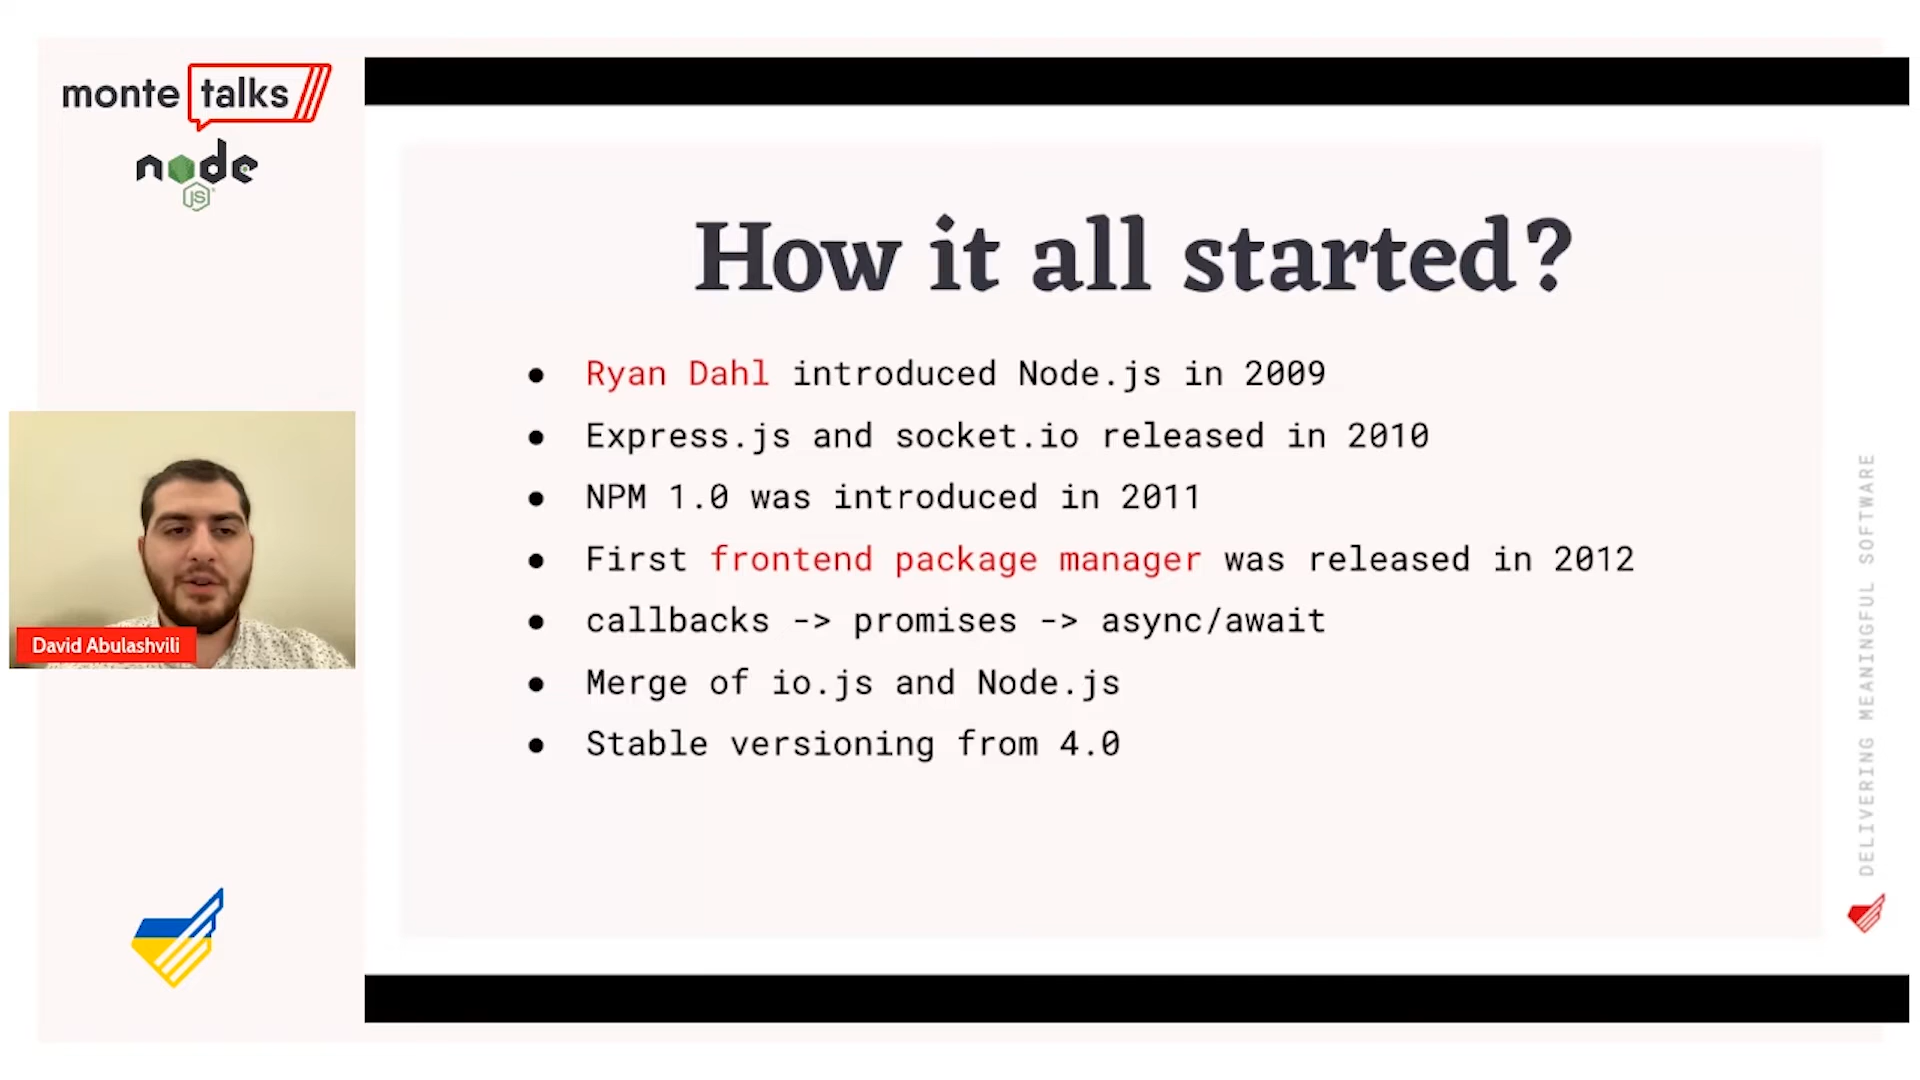 monte talks
node
JS
How it all started?
● Ryan Dahl introduced Node.js in 2009
● Express.js and socket.io released in 2010
● NPM 1.0 was introduced in 2011
● First frontend package manager was released in 2012
● callbacks -> promises -> async/await
● Merge of io.js and Node.js
● Stable versioning from 4.0
David Abulashvili
DELIVERING MEANINGFUL SOFTWARE